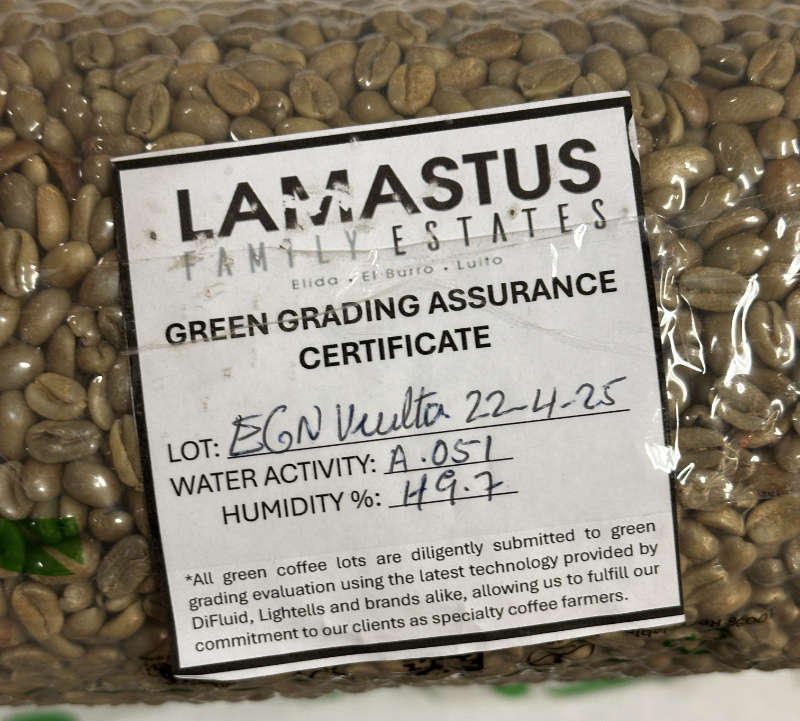 LAMASTUS
FAMILY ESTATES
Elida • El Burro • Luito
GREEN GRADING ASSURANCE
CERTIFICATE
LOT: EGN Vuelta 22-4-25
WATER ACTIVITY: A.051
HUMIDITY %: H9.7
*All green coffee lots are diligently submitted to green
grading evaluation using the latest technology provided by
DiFluid, Lightells and brands alike, allowing us to fulfill our
commitment to our clients as specialty coffee farmers.